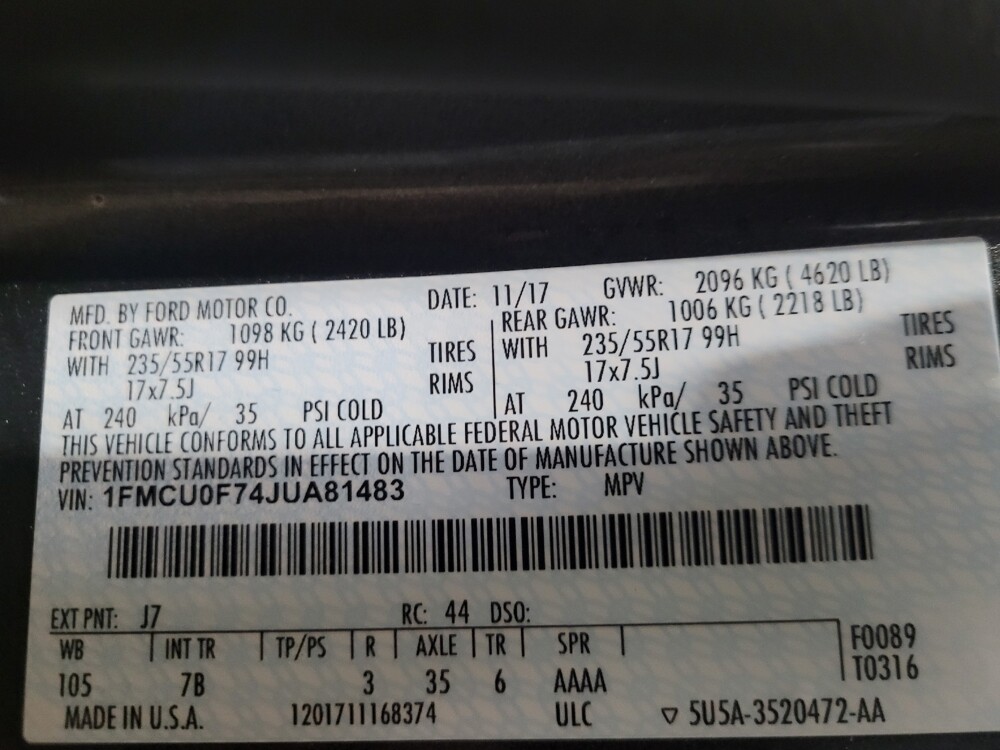 MFD. BY FORD MOTOR CO. DATE: 11/17 GVWR: 2096 KG ( 4620 LB)
FRONT GAWR: 1098 KG ( 2420 LB) REAR GAWR: 1006 KG ( 2218 LB)
WITH 235/55R17 99H TIRES WITH 235/55R17 99H TIRES
17x7.5J RIMS 17x7.5J RIMS
AT 240 kPa/ 35 PSI COLD AT 240 kPa/ 35 PSI COLD
THIS VEHICLE CONFORMS TO ALL APPLICABLE FEDERAL MOTOR VEHICLE SAFETY AND THEFT
PREVENTION STANDARDS IN EFFECT ON THE DATE OF MANUFACTURE SHOWN ABOVE.
VIN: 1FMCU0F74JUA81483 TYPE: MPV
EXT PNT: J7 RC: 44 DSO:
WB INT TR TP/PS R AXLE TR SPR F0089
105 7B 3 35 6 AAAA T0316
MADE IN U.S.A. 1201711168374 ULC ▽ 5U5A-3520472-AA